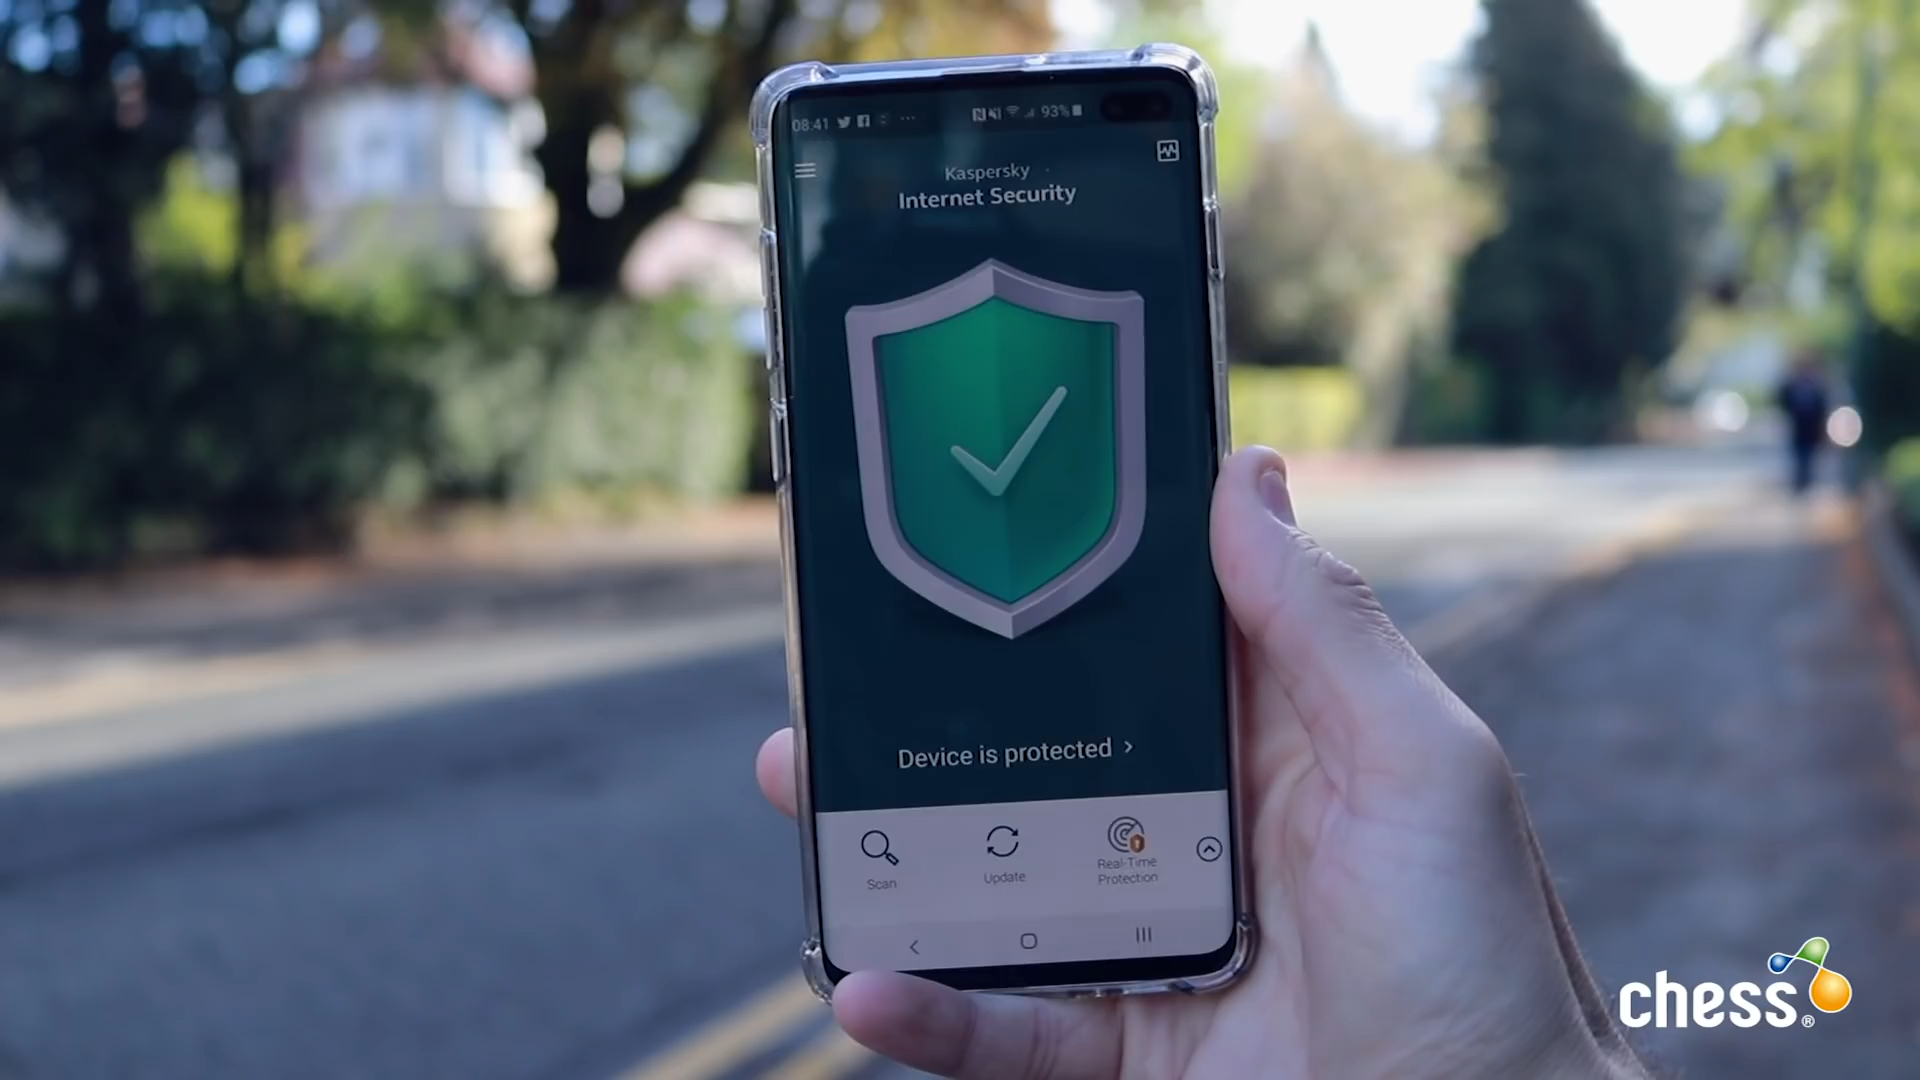 08:41
93%
Kaspersky
Internet Security
Device is protected
Scan
Update
Real-Time
Protection
chess®